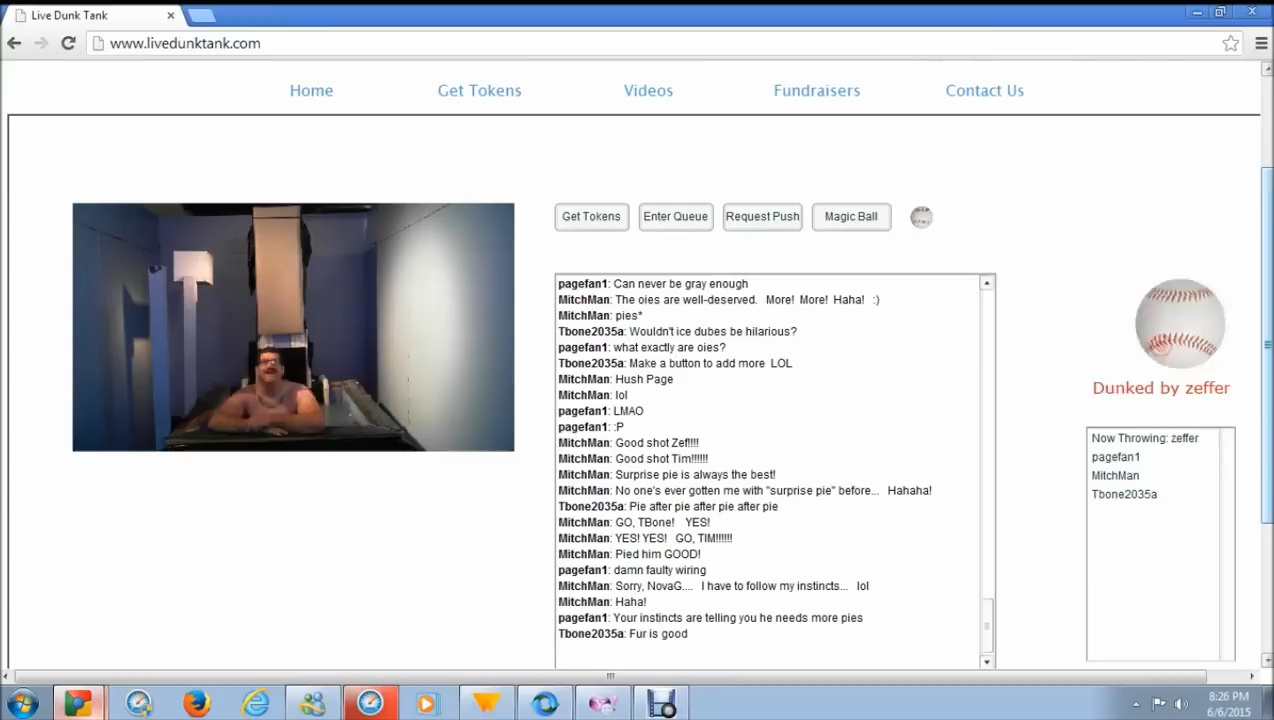 Live Dunk Tank
www.livedunktank.com
Home Get Tokens Videos Fundraisers Contact Us
Get Tokens Enter Queue Request Push Magic Ball
pagefan1: Can never be gray enough
MitchMan: The oies are well-deserved. More! More! Haha! :)
MitchMan: pies*
Tbone2035a: Wouldn't ice dubes be hilarious?
pagefan1: what exactly are oies?
Tbone2035a: Make a button to add more LOL
MitchMan: Hush Page
MitchMan: lol
pagefan1: LMAO
pagefan1: :P
MitchMan: Good shot Zef!!!!
MitchMan: Good shot Tim!!!!!!
MitchMan: Surprise pie is always the best!
MitchMan: No one's ever gotten me with "surprise pie" before... Hahaha!
Tbone2035a: Pie after pie after pie after pie
MitchMan: GO, TBone! YES!
MitchMan: YES! YES! GO, TIM!!!!!!
MitchMan: Pied him GOOD!
pagefan1: damn faulty wiring
MitchMan: Sorry, NovaG.... I have to follow my instincts... lol
MitchMan: Haha!
pagefan1: Your instincts are telling you he needs more pies
Tbone2035a: Fur is good
Dunked by zeffer
Now Throwing: zeffer
pagefan1
MitchMan
Tbone2035a
8:26 PM
6/6/2015